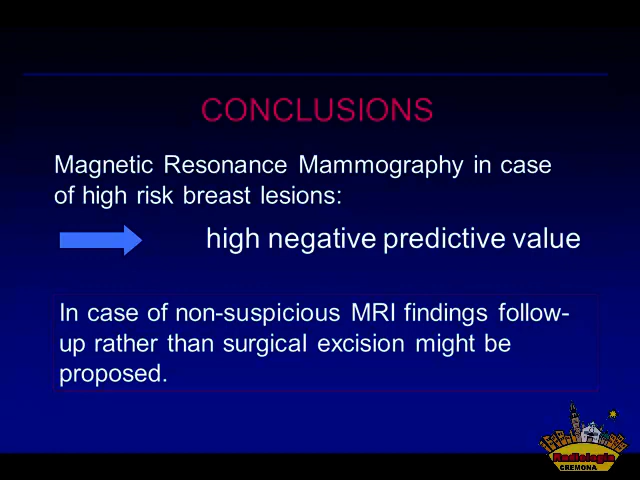 CONCLUSIONS
Magnetic Resonance Mammography in case
of high risk breast lesions:
high negative predictive value
In case of non-suspicious MRI findings follow-
up rather than surgical excision might be
proposed.
Radiologia
CREMONA